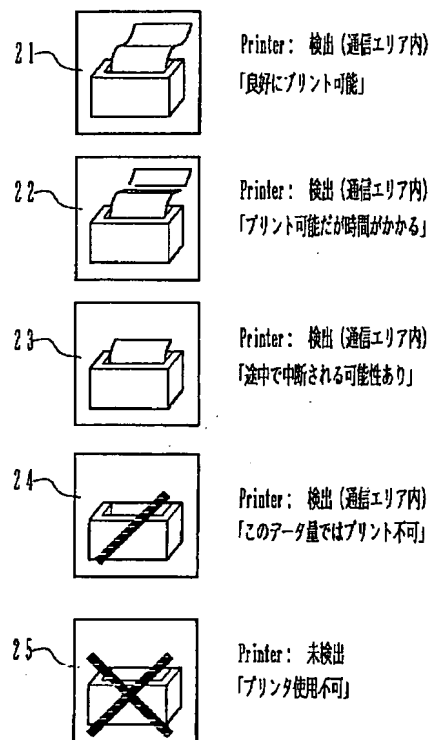 21 Printer： 検出（通信エリア内）
「良好にプリント可能」
22 Printer： 検出（通信エリア内）
「プリント可能だが時間がかかる」
23 Printer： 検出（通信エリア内）
「途中で中断される可能性あり」
24 Printer： 検出（通信エリア内）
「このデータ量ではプリント不可」
25 Printer： 未検出
「プリンタ使用不可」